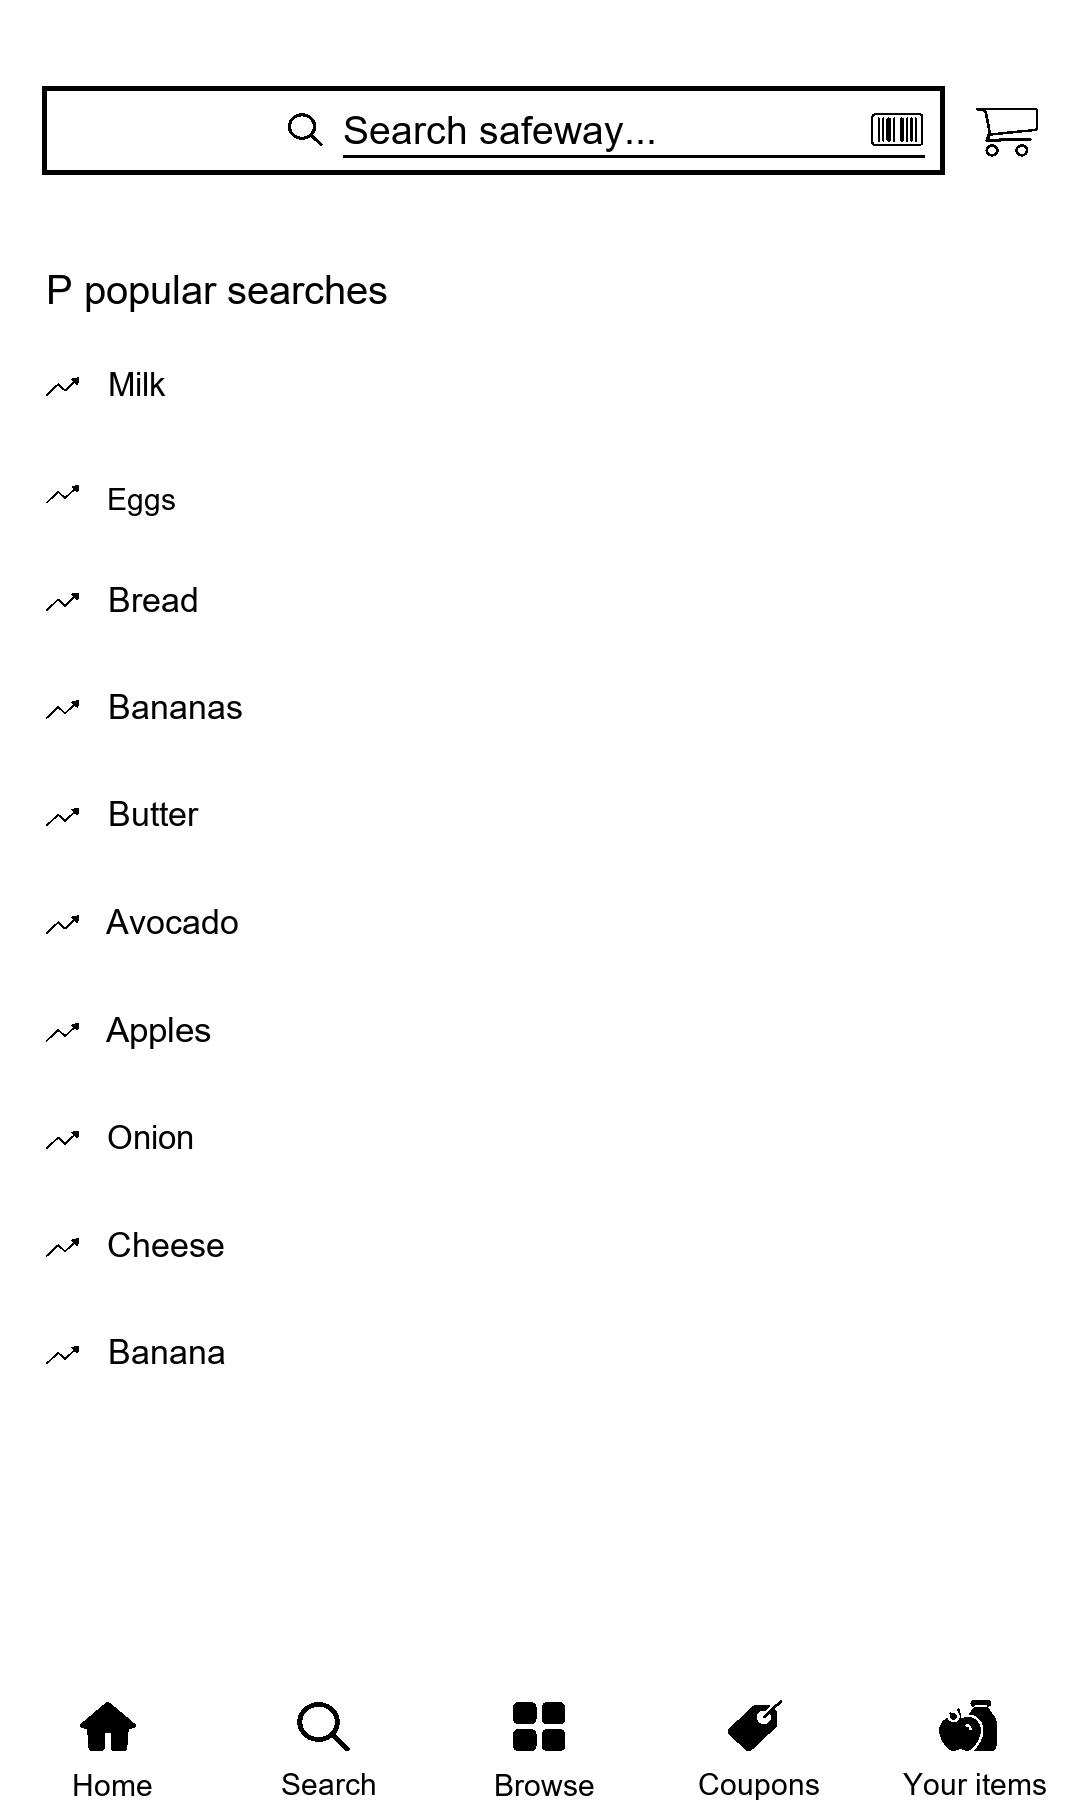 Search safeway...
P popular searches
Milk
Eggs
Bread
Bananas
Butter
Avocado
Apples
Onion
Cheese
Banana
Home Search Browse Coupons Your items